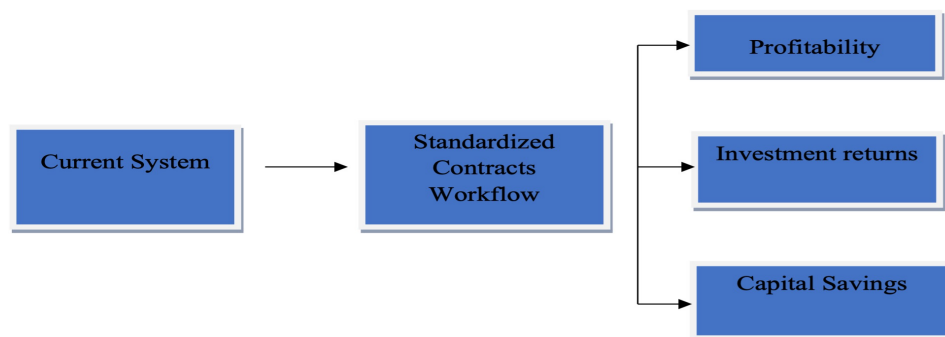 Current System
Standardized
Contracts
Workflow
Profitability
Investment returns
Capital Savings